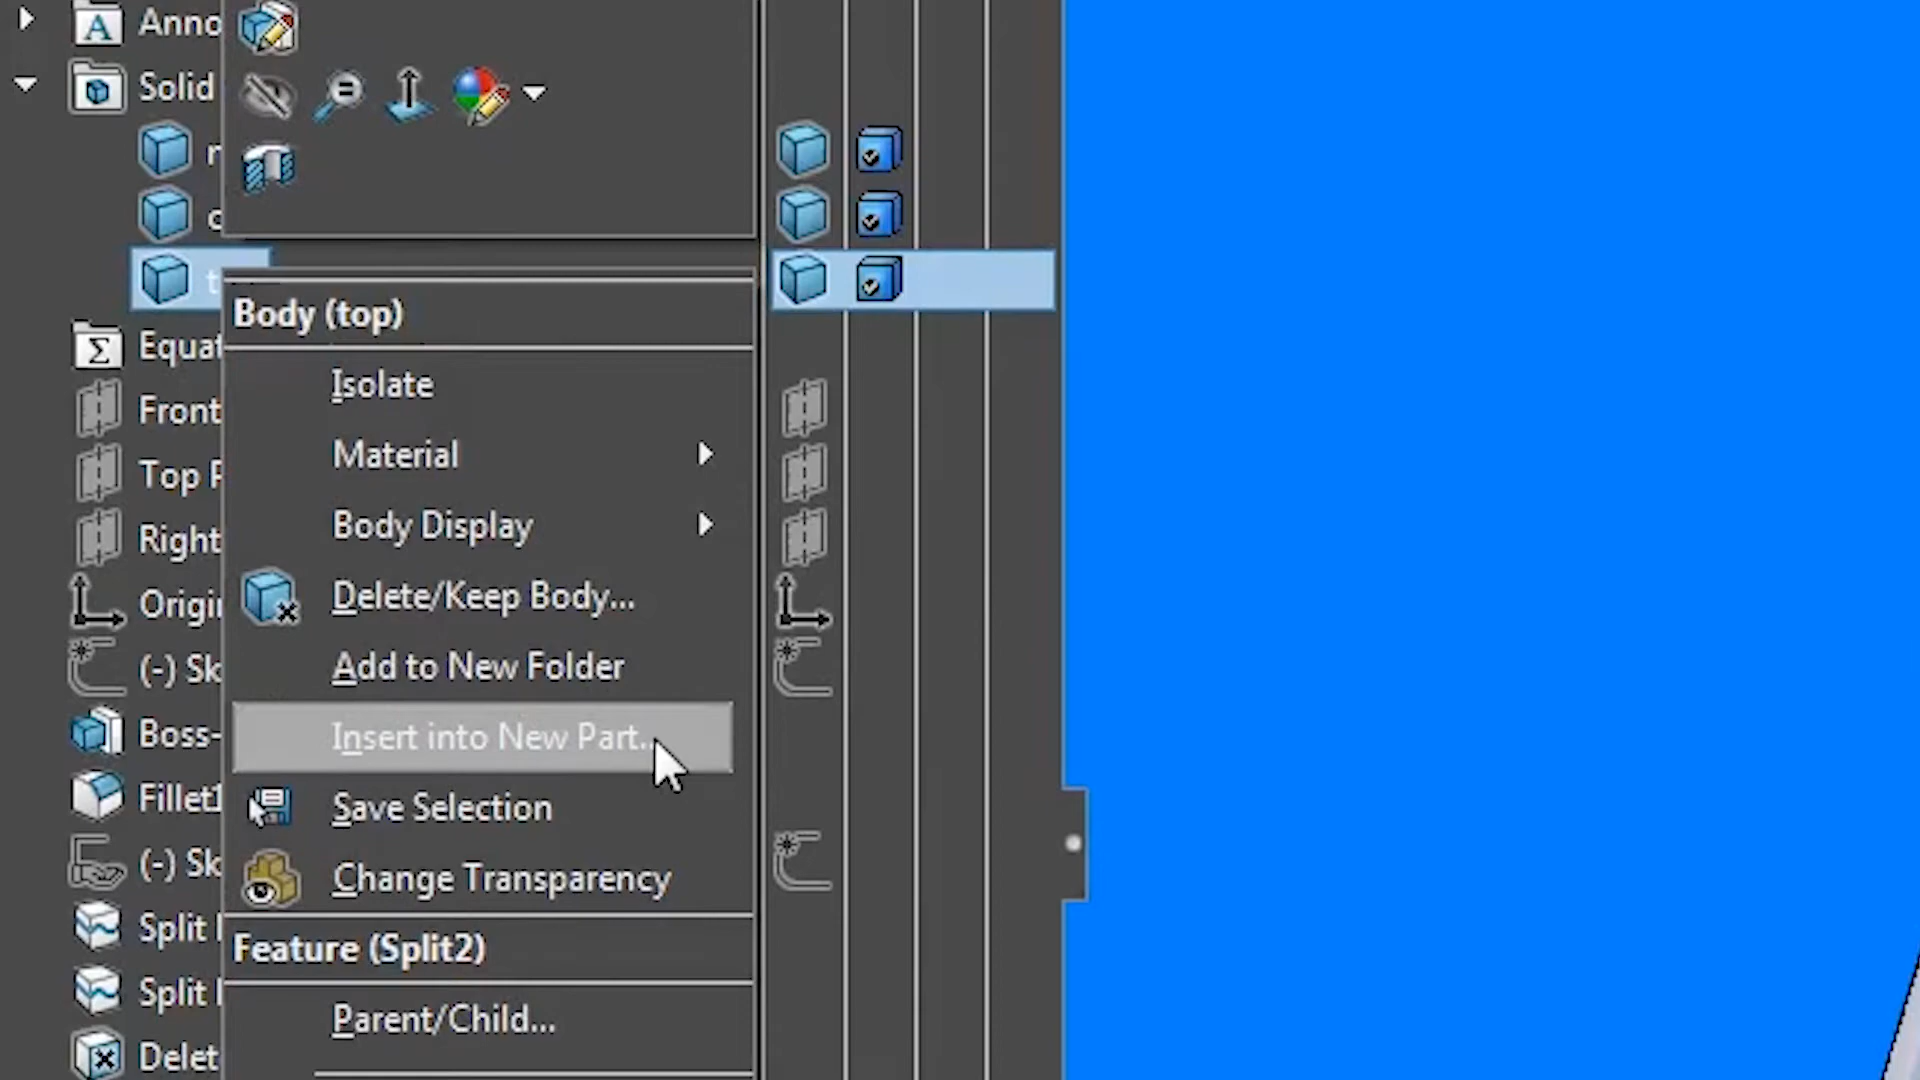 Anno
Solid
Body (top)
Equat
Isolate
Front
Material
Top P
Body Display
Right
Delete/Keep Body...
Origi
Add to New Folder
(-) Sk
Insert into New Part...
Boss-
Save Selection
Fillet1
Change Transparency
(-) Sk
Split
Feature (Split2)
Split
Parent/Child...
Delet